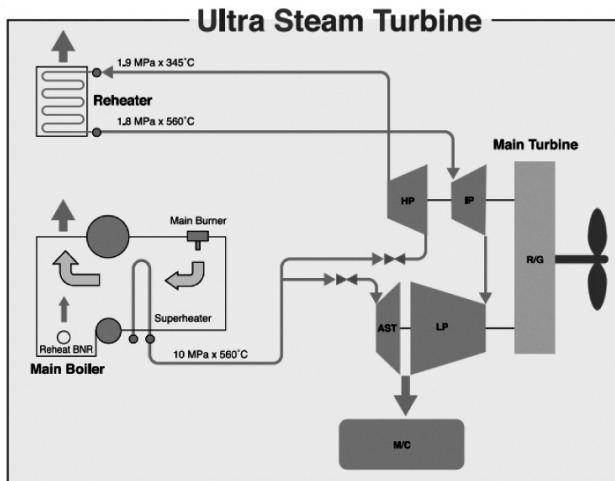 Ultra Steam Turbine
1.9 MPa x 345°C
Reheater
1.8 MPa x 560°C
Main Turbine
HP
IP
Main Burner
R/G
Superheater
AST
LP
Reheat BNR
10 MPa x 560°C
Main Boiler
M/C